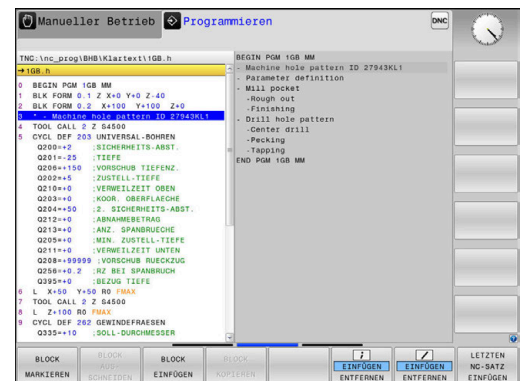 Manueller Betrieb
Programmieren
DNC
TNC:\nc_prog\BHB\Klartext\1GB.h
→1GB.h
0 BEGIN PGM 1GB MM
1 BLK FORM 0.1 Z X+0 Y+0 Z-40
2 BLK FORM 0.2 X+100 Y+100 Z+0
3 * - Machine hole pattern ID 27943KL1
4 TOOL CALL 2 Z S4500
5 CYCL DEF 203 UNIVERSAL-BOHREN
Q200=+2 ;SICHERHEITS-ABST.
Q201=-25 ;TIEFE
Q206=+150 ;VORSCHUB TIEFENZ.
Q202=+5 ;ZUSTELL-TIEFE
Q210=+0 ;VERWEILZEIT OBEN
Q203=+0 ;KOOR. OBERFLAECHE
Q204=+50 ;2. SICHERHEITS-ABST.
Q212=+0 ;ABNAHMEBETRAG
Q213=+0 ;ANZ. SPANBRUECHE
Q205=+0 ;MIN. ZUSTELL-TIEFE
Q211=+0 ;VERWEILZEIT UNTEN
Q208=+99999 ;VORSCHUB RUECKZUG
Q256=+0.2 ;RZ BEI SPANBRUCH
Q395=+0 ;BEZUG TIEFE
6 L X+50 Y+50 R0 FMAX
7 TOOL CALL 2 Z S4500
8 L Z+100 R0 FMAX
9 CYCL DEF 262 GEWINDEFRAESEN
Q335=+10 ;SOLL-DURCHMESSER
BEGIN PGM 1GB MM
- Machine hole pattern ID 27943KL1
- Parameter definition
- Mill pocket
-Rough out
-Finishing
- Drill hole pattern
-Center drill
-Pecking
-Tapping
END PGM 1GB MM
BLOCK
MARKIEREN
BLOCK
AUS-
SCHNEIDEN
BLOCK
EINFÜGEN
BLOCK
KOPIEREN
;
EINFÜGEN
ENTFERNEN
/
EINFÜGEN
ENTFERNEN
LETZTEN
NC-SATZ
EINFÜGEN